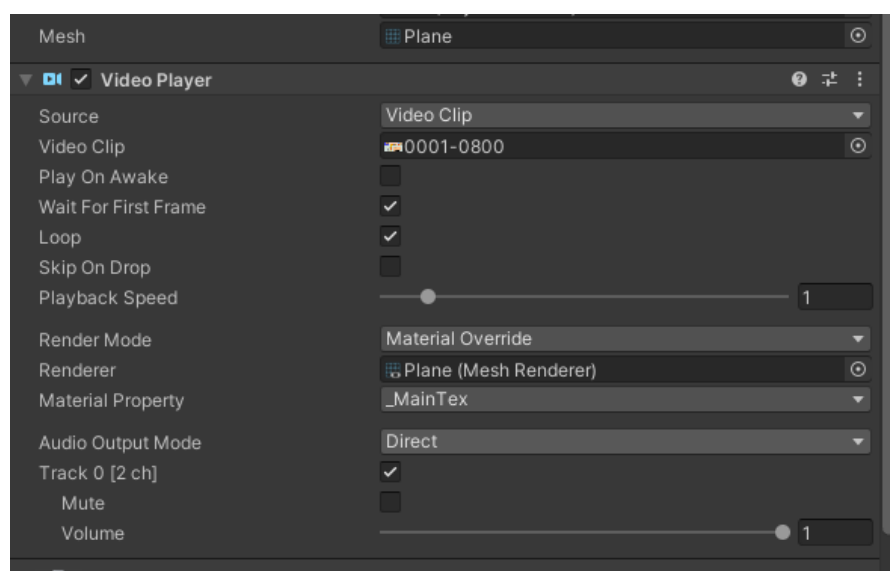 Mesh Plane
Video Player
Source Video Clip
Video Clip 0001-0800
Play On Awake
Wait For First Frame
Loop
Skip On Drop
Playback Speed 1
Render Mode Material Override
Renderer Plane (Mesh Renderer)
Material Property _MainTex
Audio Output Mode Direct
Track 0 [2 ch]
Mute
Volume 1